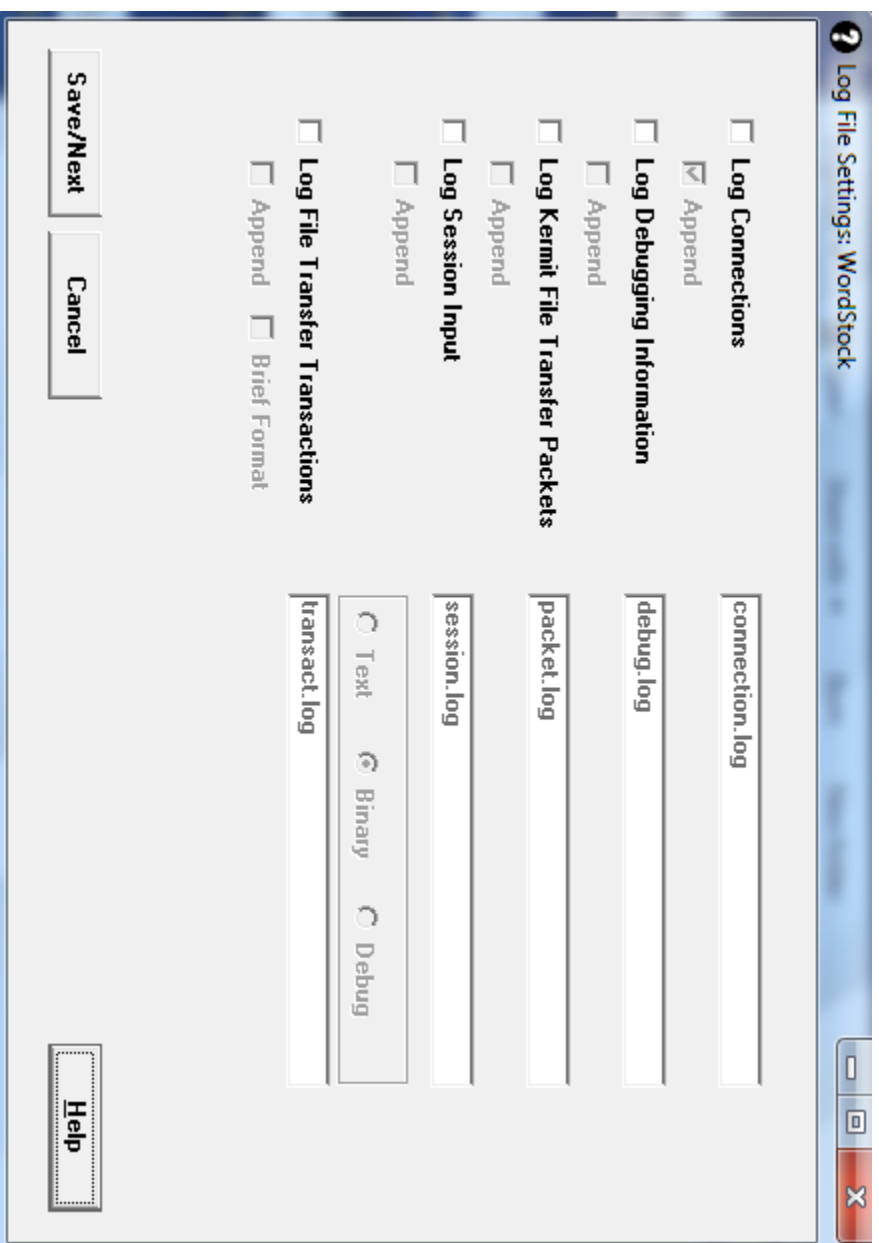 Log File Settings: WordStock
Log Connections
connection.log
Append
Log Debugging Information
debug.log
Append
Log Kermit File Transfer Packets
packet.log
Append
Log Session Input
session.log
Append
Text Binary Debug
Log File Transfer Transactions
transact.log
Append Brief Format
Save/Next Cancel Help